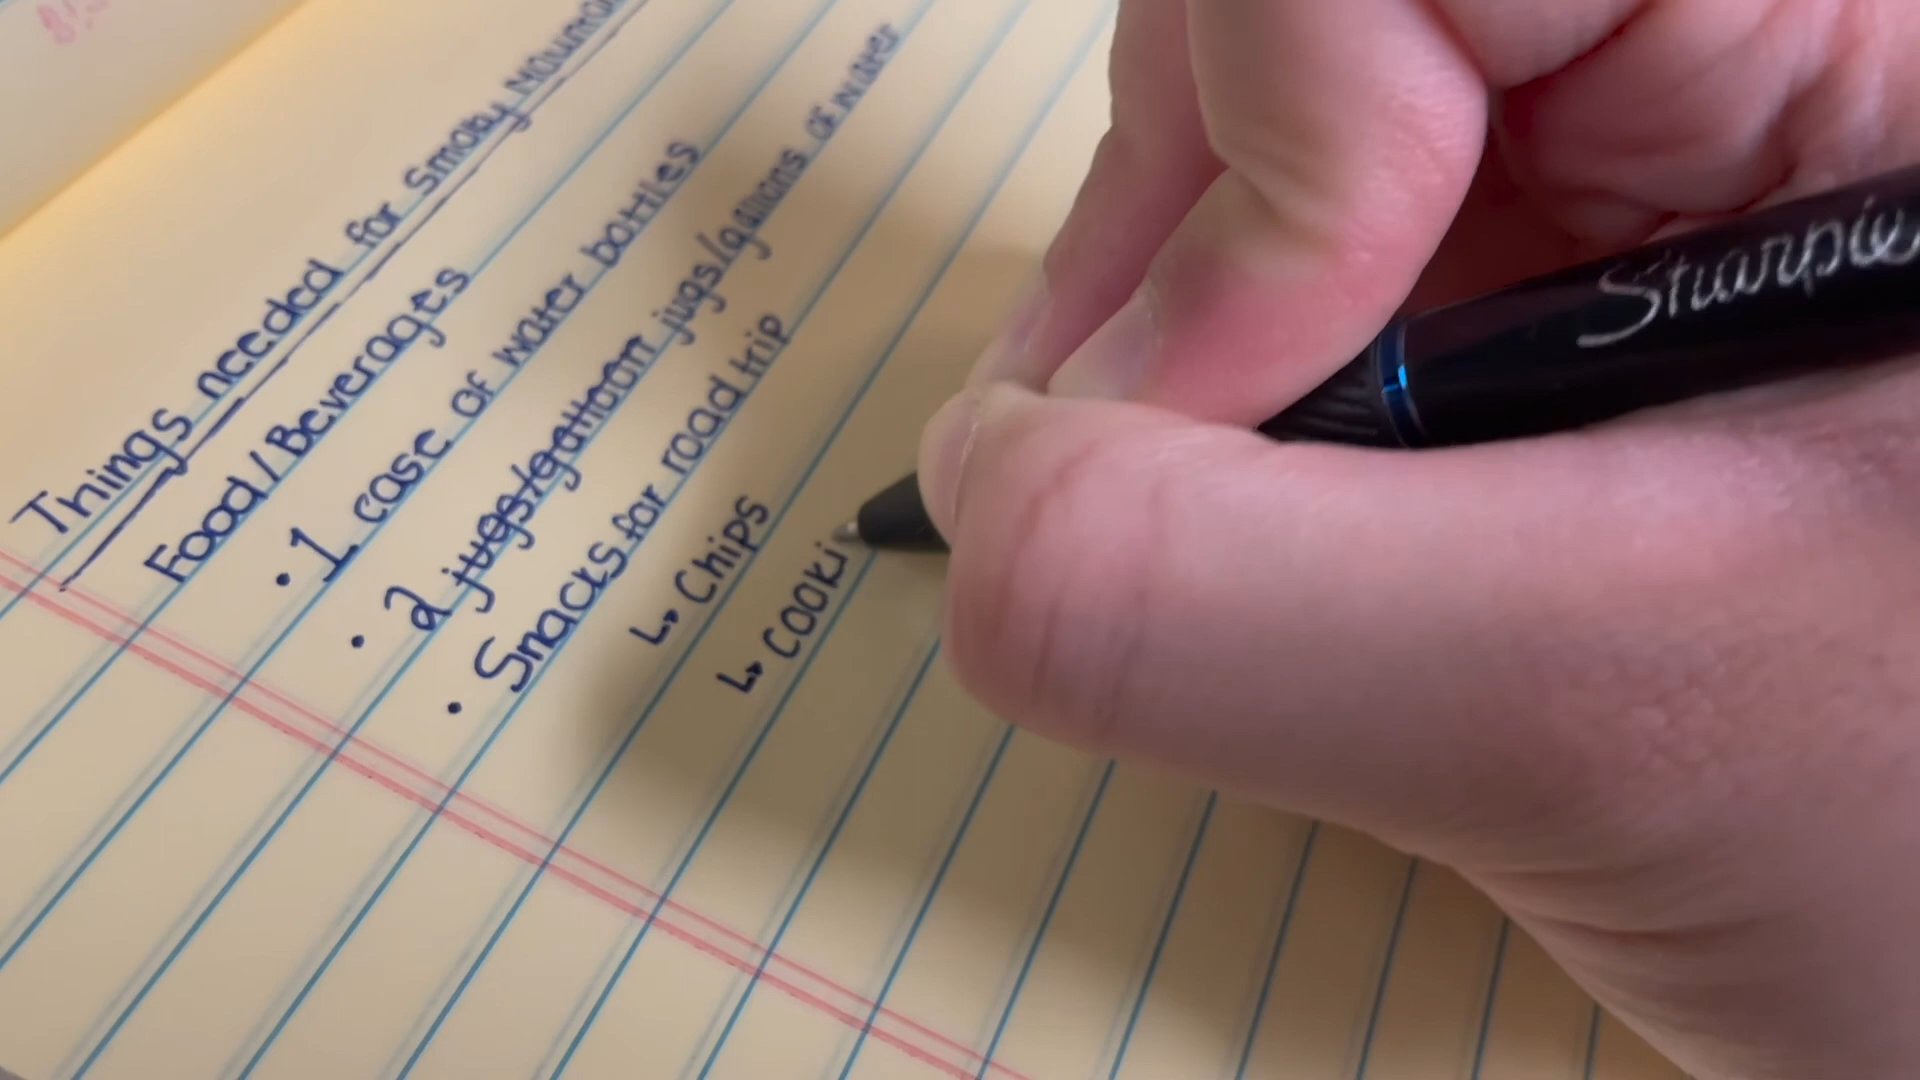 Things needed for Smoky Mountain
Food/Beverages
• 1 case of water bottles
• 2 jugs/gallon jugs/gallons of water
• Snacks for road trip
↳ Chips
↳ Cooki
Sharpie